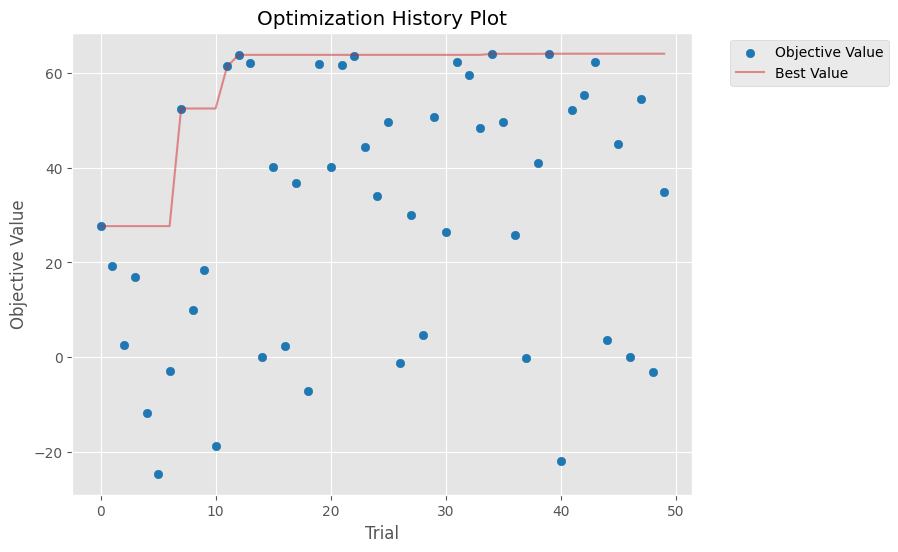 Optimization History Plot
Objective Value
Best Value
Objective Value
60
40
20
0
−20
0 10 20 30 40 50
Trial